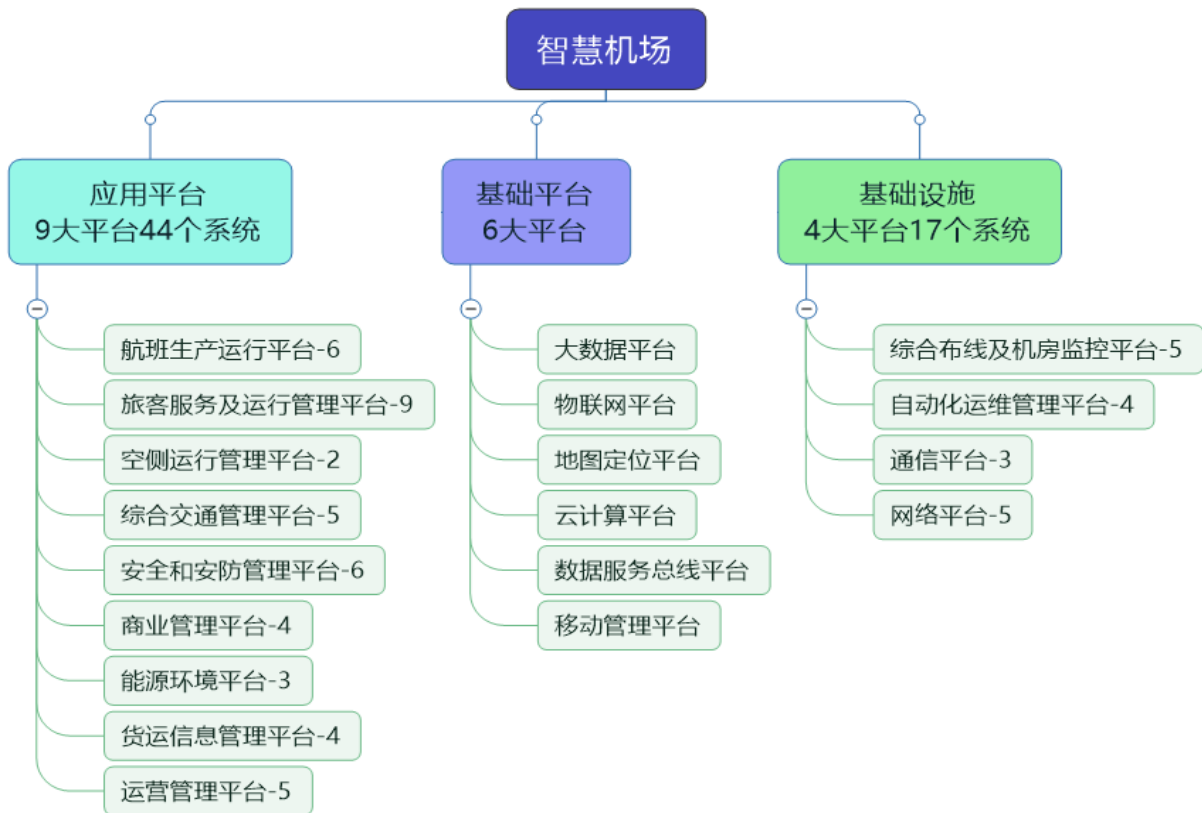 智慧机场
应用平台
9大平台44个系统
航班生产运行平台-6
旅客服务及运行管理平台-9
空侧运行管理平台-2
综合交通管理平台-5
安全和安防管理平台-6
商业管理平台-4
能源环境平台-3
货运信息管理平台-4
运营管理平台-5
基础平台
6大平台
大数据平台
物联网平台
地图定位平台
云计算平台
数据服务总线平台
移动管理平台
基础设施
4大平台17个系统
综合布线及机房监控平台-5
自动化运维管理平台-4
通信平台-3
网络平台-5